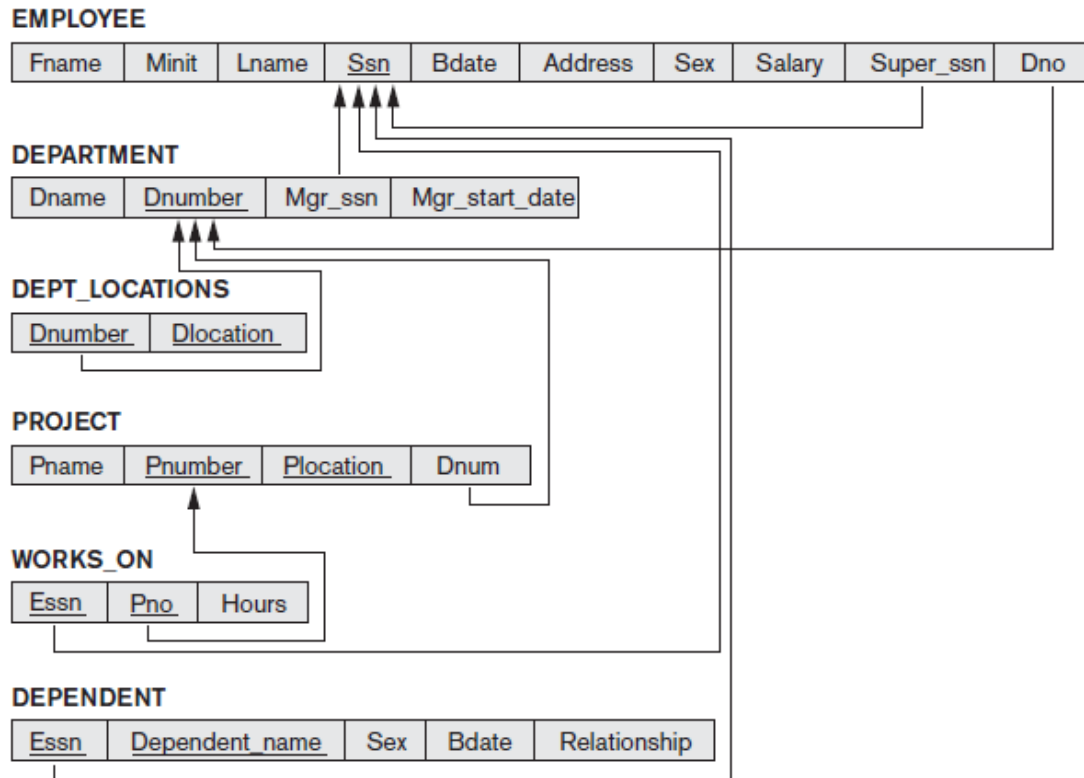 EMPLOYEE
Fname Minit Lname Ssn Bdate Address Sex Salary Super_ssn Dno
DEPARTMENT
Dname Dnumber Mgr_ssn Mgr_start_date
DEPT_LOCATIONS
Dnumber Dlocation
PROJECT
Pname Pnumber Plocation Dnum
WORKS_ON
Essn Pno Hours
DEPENDENT
Essn Dependent_name Sex Bdate Relationship